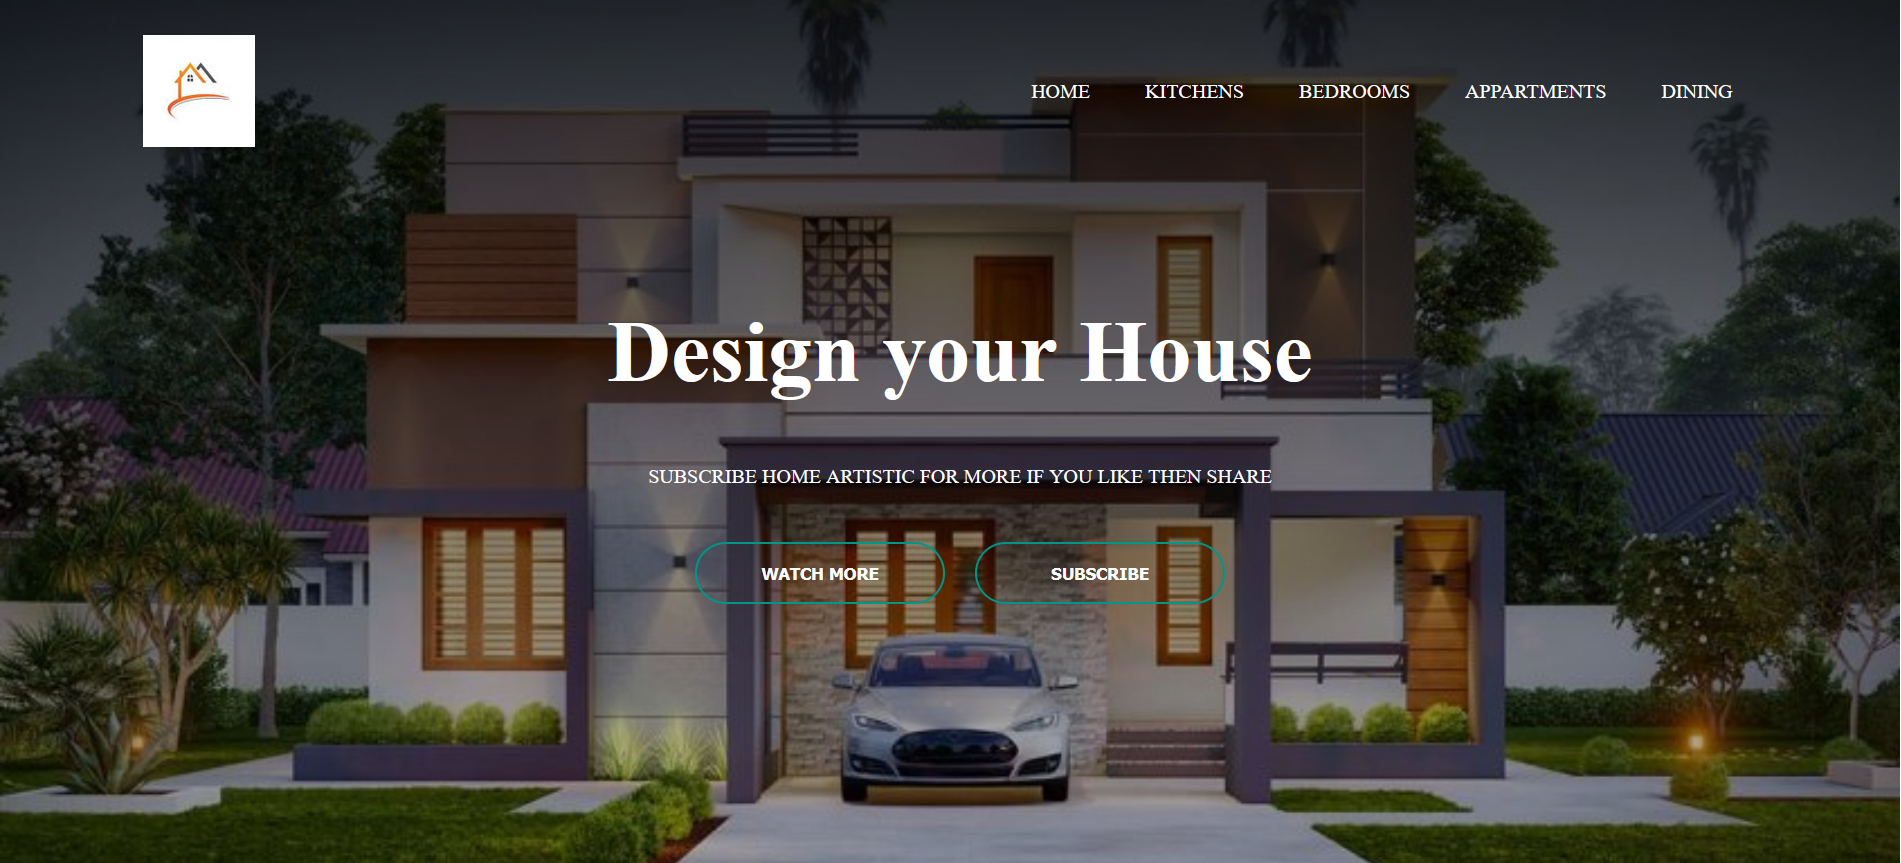 HOME KITCHENS BEDROOMS APPARTMENTS DINING
Design your House
SUBSCRIBE HOME ARTISTIC FOR MORE IF YOU LIKE THEN SHARE
WATCH MORE SUBSCRIBE